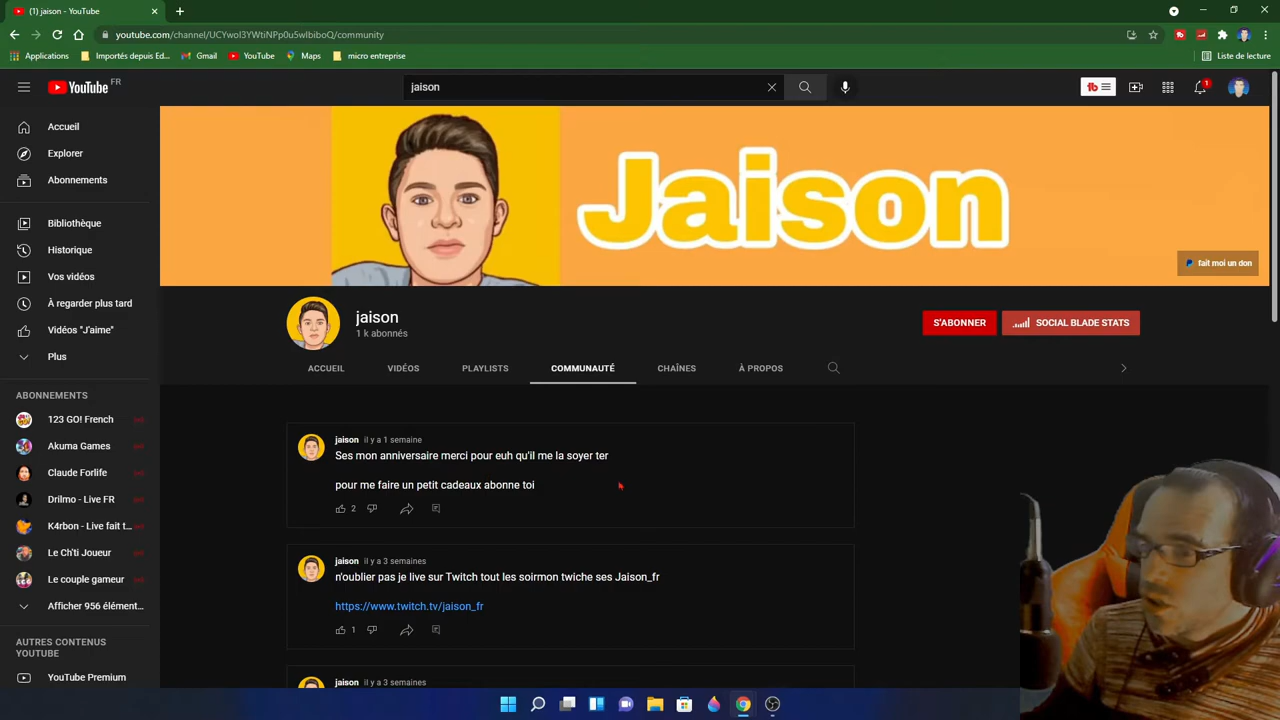 (1) jaison - YouTube
youtube.com/channel/UCYwoI3YWtiNPp0u5wIbiboQ/community
Applications
Importés depuis Ed...
Gmail
YouTube
Maps
micro entreprise
Liste de lecture
YouTube FR
jaison
1
Accueil
Explorer
Abonnements
Bibliothèque
Historique
Vos vidéos
À regarder plus tard
Vidéos "J'aime"
Plus
ABONNEMENTS
123 GO! French
Akuma Games
Claude Forlife
Drilmo - Live FR
K4rbon - Live fait t...
Le Ch'ti Joueur
Le couple gameur
Afficher 956 élément...
AUTRES CONTENUS
YOUTUBE
YouTube Premium
Jaison
fait moi un don
jaison
1 k abonnés
S'ABONNER
SOCIAL BLADE STATS
ACCUEIL
VIDÉOS
PLAYLISTS
COMMUNAUTÉ
CHAÎNES
À PROPOS
jaison il y a 1 semaine
Ses mon anniversaire merci pour euh qu'il me la soyer ter
pour me faire un petit cadeaux abonne toi
2
jaison il y a 3 semaines
n'oublier pas je live sur Twitch tout les soirmon twiche ses Jaison_fr
https://www.twitch.tv/jaison_fr
1
jaison il y a 3 semaines